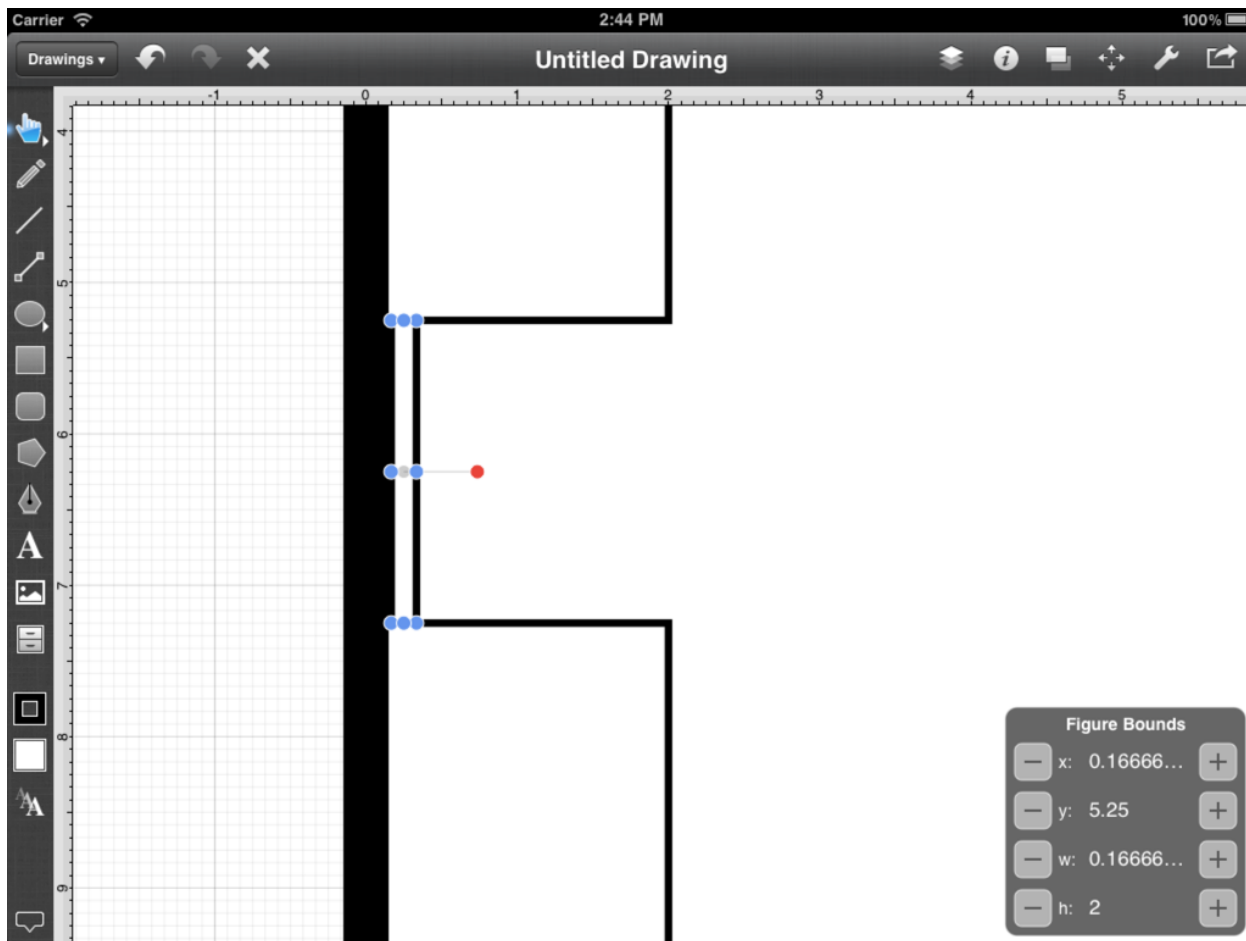 Carrier 2:44 PM 100%
Drawings ▾ Untitled Drawing
-1 0 1 2 3 4 5
4
5
6
7
8
9
A
AAA
Figure Bounds
x: 0.16666...
y: 5.25
w: 0.16666...
h: 2